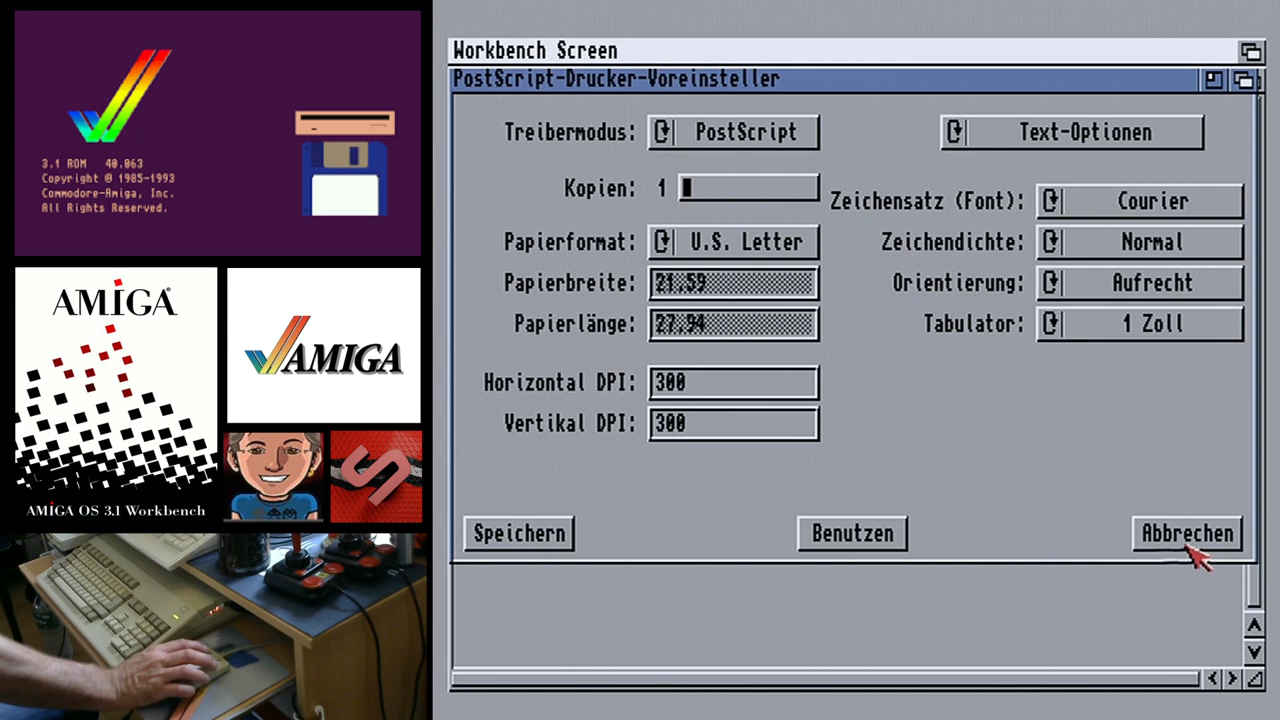 3.1 ROM 40.063
Copyright © 1985-1993
Commodore-Amiga, Inc.
All Rights Reserved.
AMIGA
AMIGA OS 3.1 Workbench
AMIGA
Workbench Screen
PostScript-Drucker-Voreinsteller
Treibermodus: PostScript
Text-Optionen
Kopien: 1
Zeichensatz (Font): Courier
Papierformat: U.S. Letter
Zeichendichte: Normal
Papierbreite: 21.59
Orientierung: Aufrecht
Papierlänge: 27.94
Tabulator: 1 Zoll
Horizontal DPI: 300
Vertikal DPI: 300
Speichern
Benutzen
Abbrechen